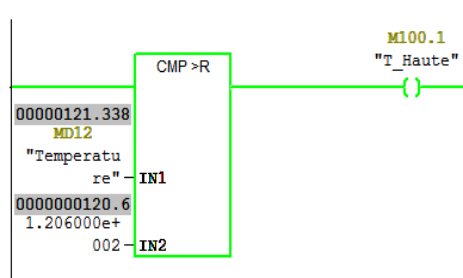 M100.1
"T_Haute"
CMP >R
( )
00000121.338
MD12
"Temperatu
re"
IN1
0000000120.6
1.206000e+
002
IN2